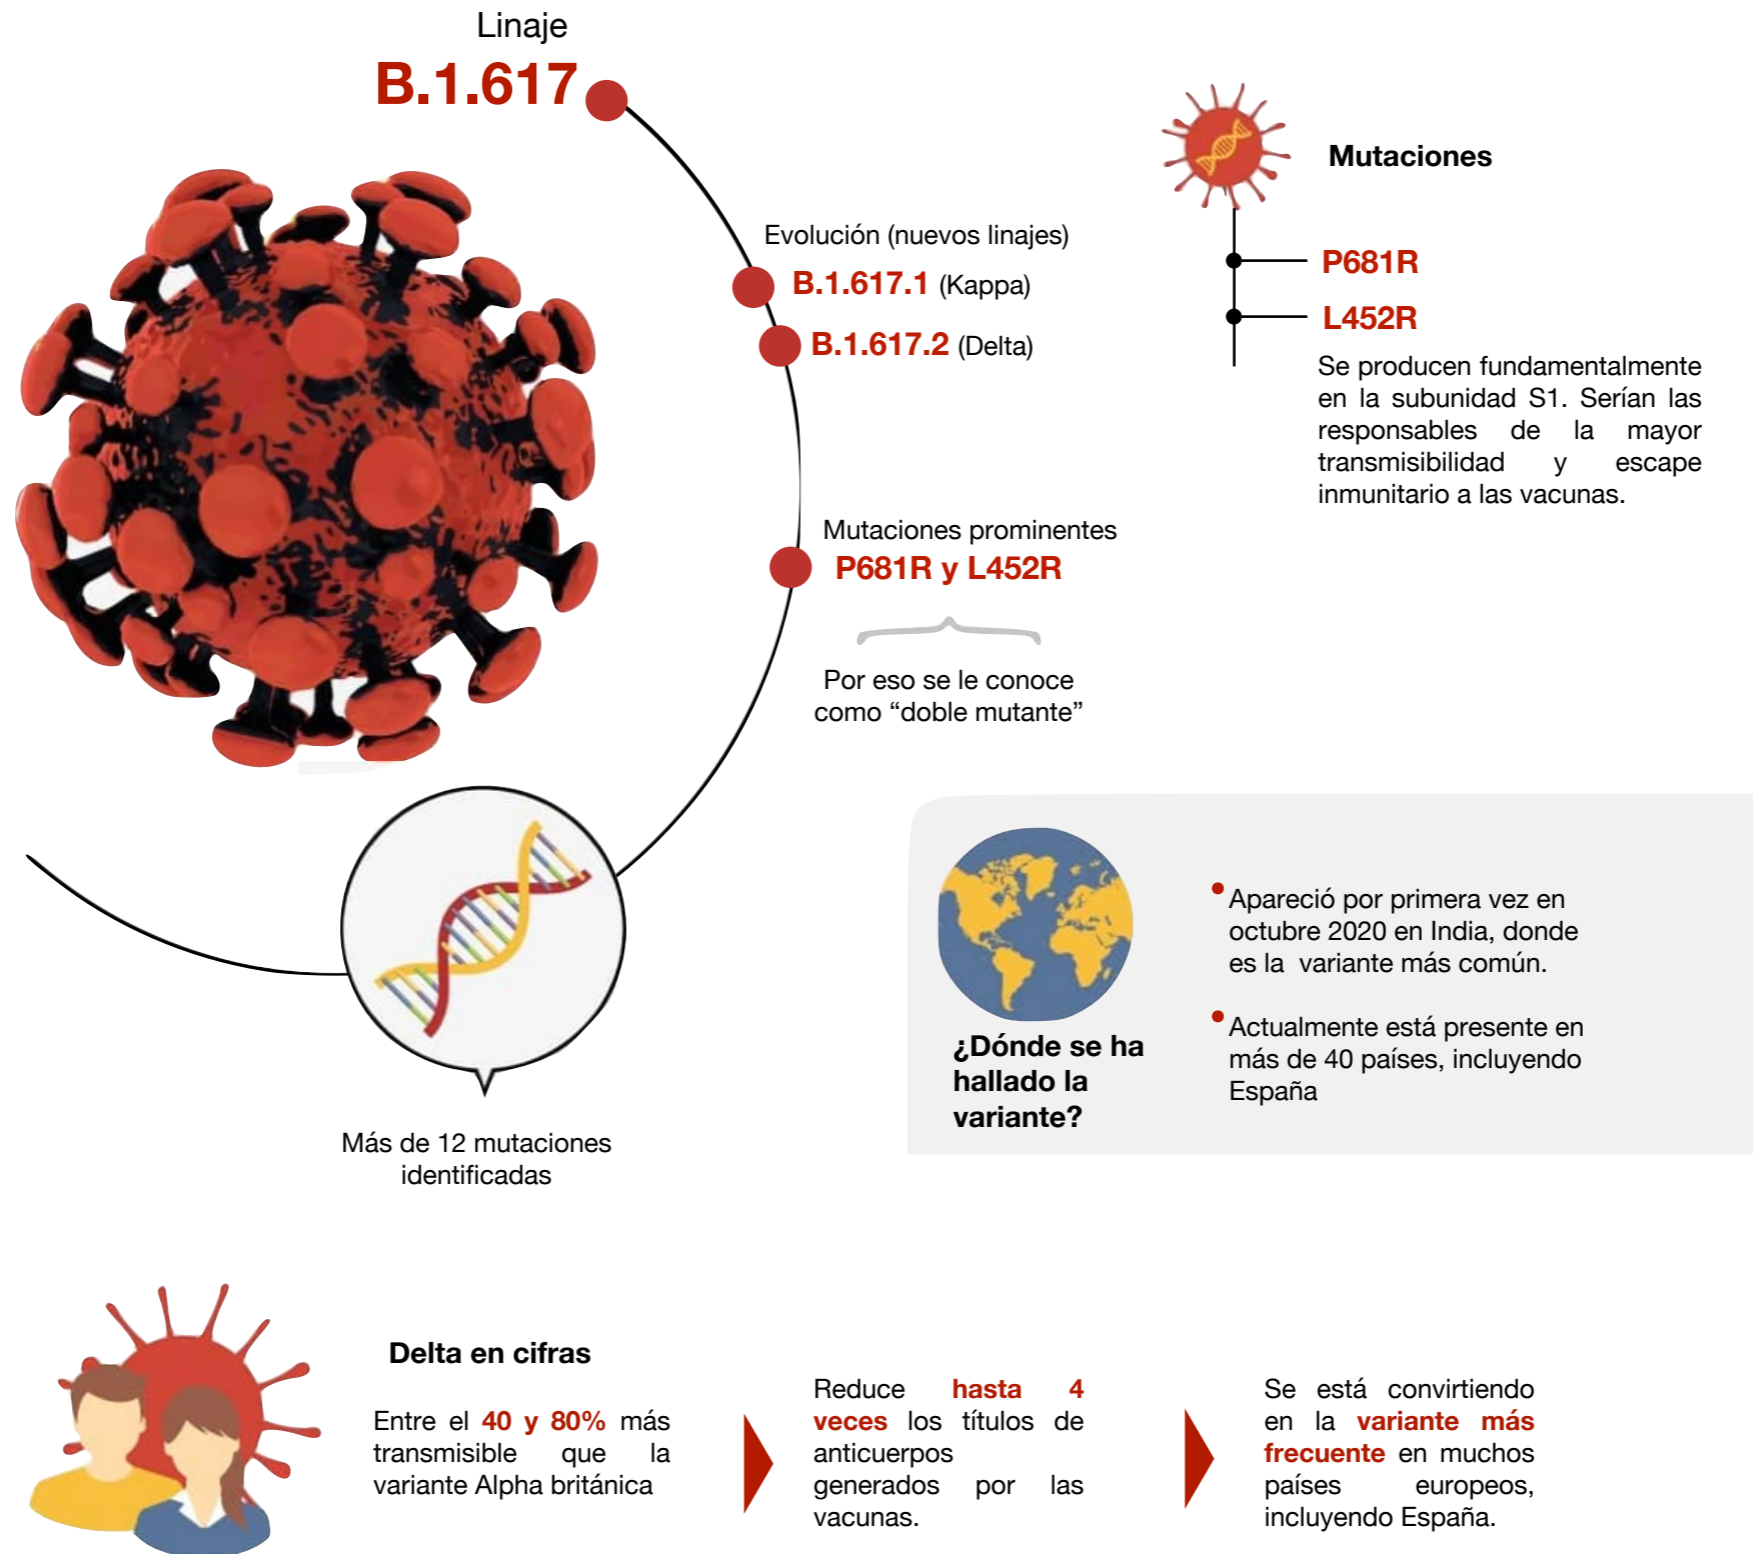 Linaje
B.1.617
Evolución (nuevos linajes)
B.1.617.1 (Kappa)
B.1.617.2 (Delta)
Mutaciones prominentes
P681R y L452R
Por eso se le conoce
como “doble mutante”
Más de 12 mutaciones
identificadas
Mutaciones
P681R
L452R
Se producen fundamentalmente
en la subunidad S1. Serían las
responsables de la mayor
transmisibilidad y escape
inmunitario a las vacunas.
¿Dónde se ha
hallado la
variante?
Apareció por primera vez en
octubre 2020 en India, donde
es la variante más común.
Actualmente está presente en
más de 40 países, incluyendo
España
Delta en cifras
Entre el 40 y 80% más
transmisible que la
variante Alpha británica
Reduce hasta 4
veces los títulos de
anticuerpos
generados por las
vacunas.
Se está convirtiendo
en la variante más
frecuente en muchos
países europeos,
incluyendo España.